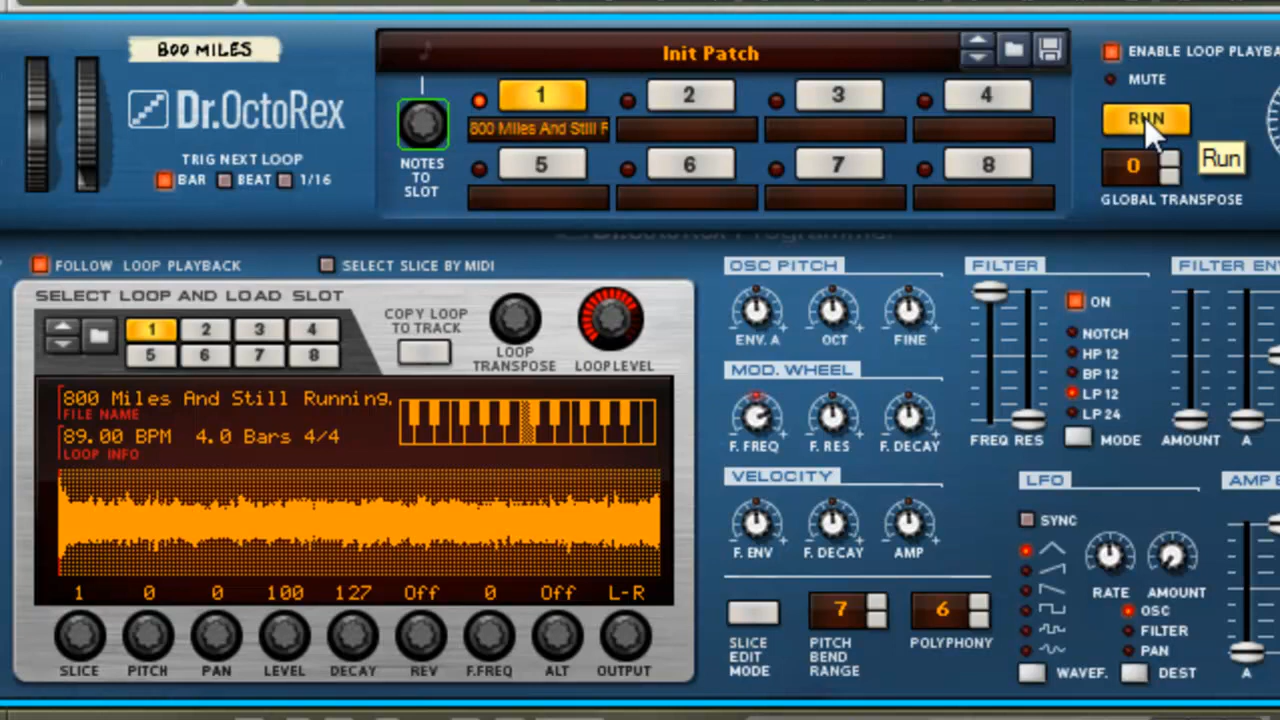 800 MILES
Dr.OctoRex
TRIG NEXT LOOP
BAR BEAT 1/16
NOTES
TO
SLOT
Init Patch
1 2 3 4
800 Miles And Still R
5 6 7 8
ENABLE LOOP PLAYBA
MUTE
RUN
Run
0
GLOBAL TRANSPOSE
FOLLOW LOOP PLAYBACK
SELECT SLICE BY MIDI
SELECT LOOP AND LOAD SLOT
1 2 3 4
5 6 7 8
COPY LOOP
TO TRACK
LOOP
TRANSPOSE
LOOP LEVEL
800 Miles And Still Running.
FILE NAME
89.00 BPM 4.0 Bars 4/4
LOOP INFO
1 0 0 100 127 Off 0 Off L-R
SLICE PITCH PAN LEVEL DECAY REV F.FREQ ALT OUTPUT
OSC PITCH
ENV. A OCT FINE
MOD. WHEEL
F. FREQ F. RES F. DECAY
VELOCITY
F. ENV F. DECAY AMP
SLICE
EDIT
MODE
7
PITCH
BEND
RANGE
6
POLYPHONY
FILTER
ON
NOTCH
HP 12
BP 12
LP 12
LP 24
MODE
FREQ RES
FILTER EN
AMOUNT A
LFO
SYNC
RATE AMOUNT
OSC
FILTER
PAN
WAVEF. DEST
AMP E
A